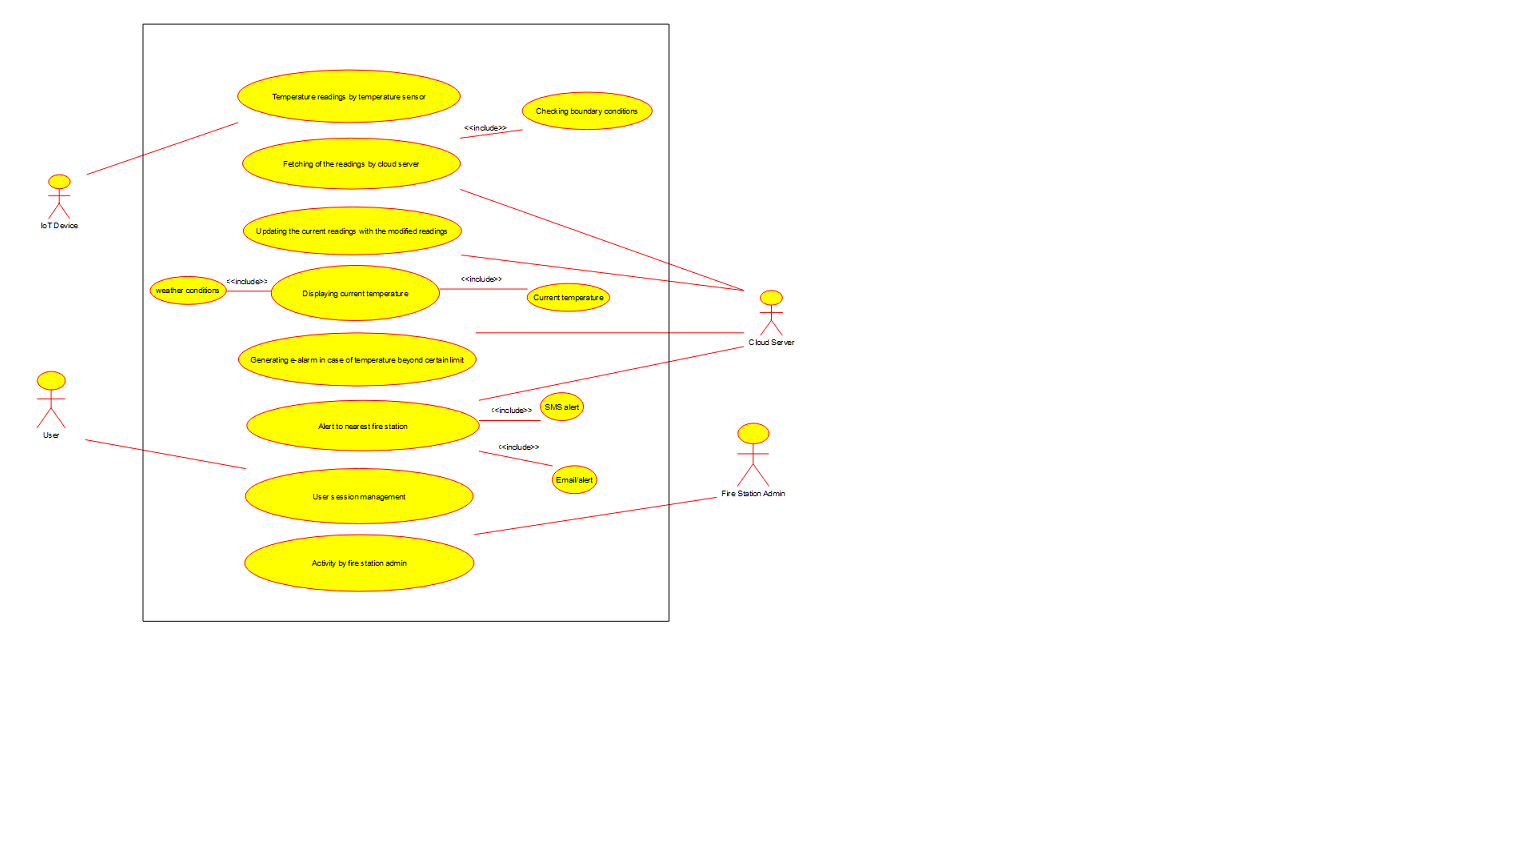 Temperature readings by temperature sensor
Checking boundary conditions
<<include>>
Fetching of the readings by cloud server
IoT Device
Updating the current readings with the modified readings
weather conditions
<<include>>
Displaying current temperature
<<include>>
Current temperature
Cloud Server
Generating e-alarm in case of temperature beyond certain limit
User
Alert to nearest fire station
<<include>>
SMS alert
<<include>>
Email/alert
User session management
Fire Station Admin
Activity by fire station admin